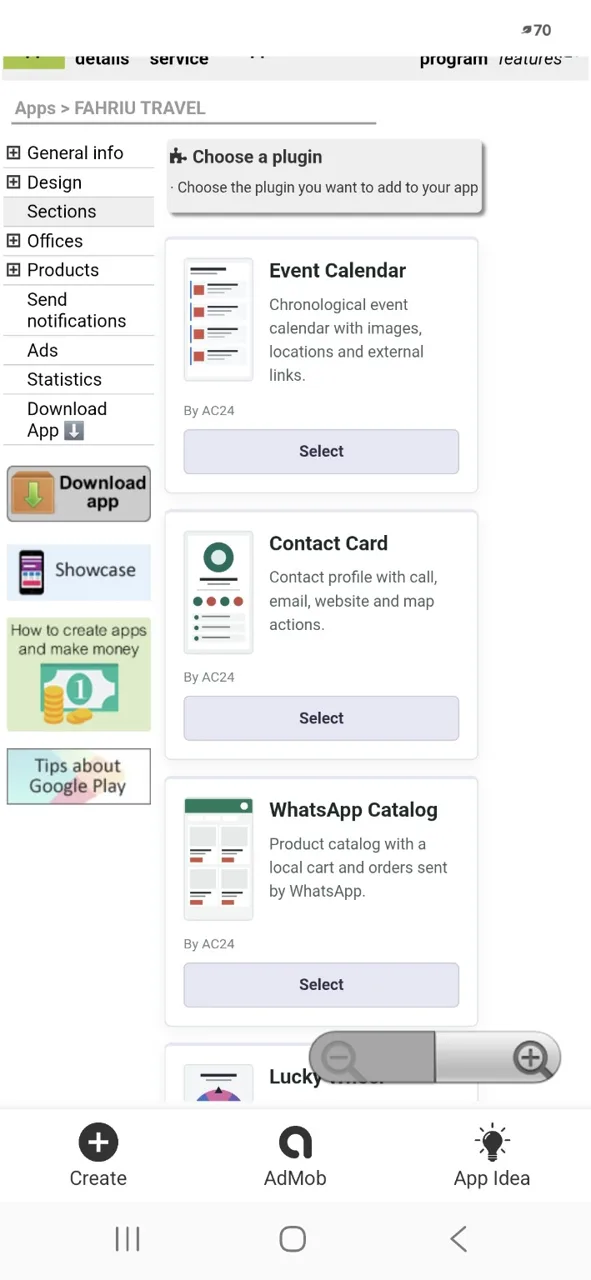 70
details service
program features
Apps > FAHRIU TRAVEL
General info
Design
Sections
Offices
Products
Send
notifications
Ads
Statistics
Download
App
Download
app
Showcase
How to create apps
and make money
1
Tips about
Google Play
Choose a plugin
· Choose the plugin you want to add to your app
Event Calendar
Chronological event
calendar with images,
locations and external
links.
By AC24
Select
Contact Card
Contact profile with call,
email, website and map
actions.
By AC24
Select
WhatsApp Catalog
Product catalog with a
local cart and orders sent
by WhatsApp.
By AC24
Select
Lucky
Create
AdMob
App Idea